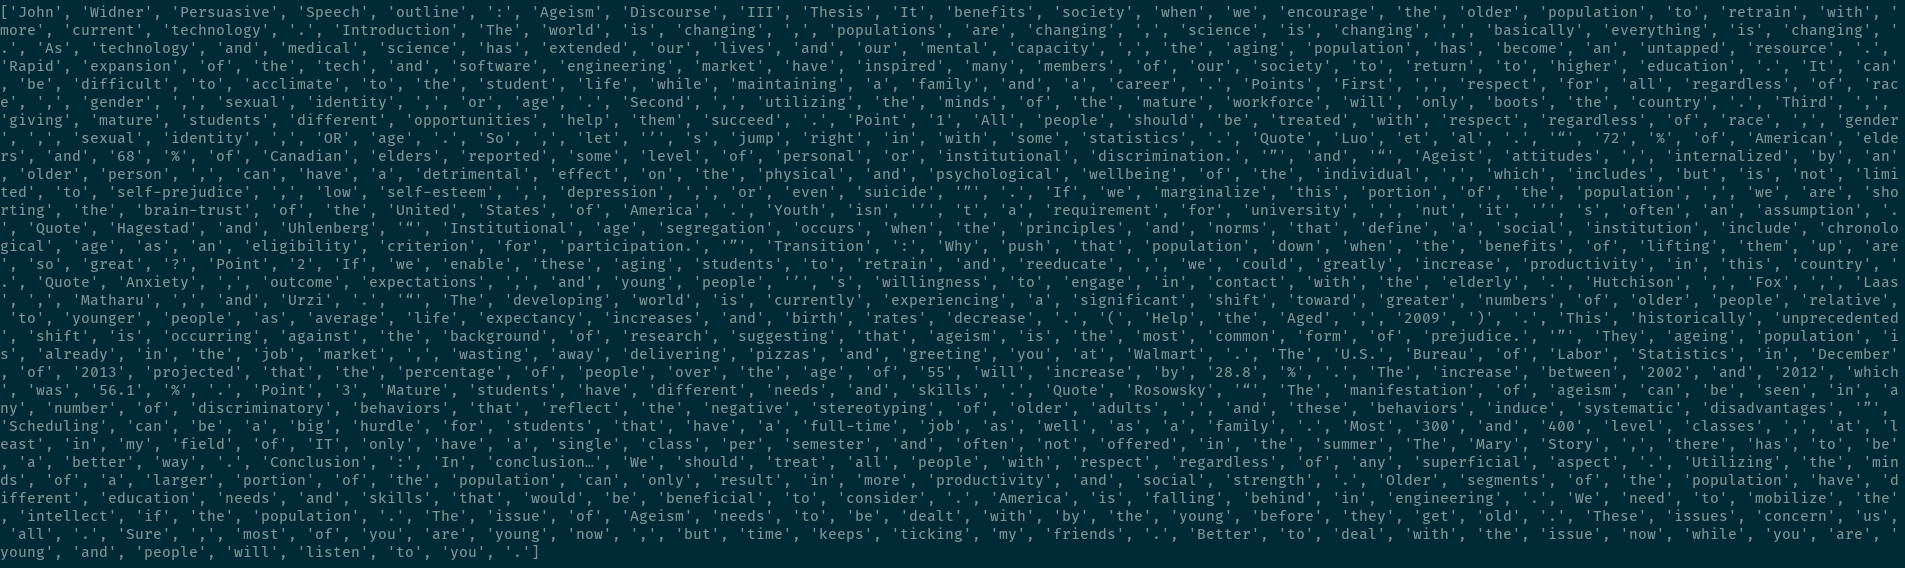 ['John', 'Widner', 'Persuasive', 'Speech', 'outline', ':', 'Ageism', 'Discourse', 'III', 'Thesis', 'It', 'benefits', 'society', 'when', 'we', 'encourage', 'the', 'older', 'population', 'to', 'retrain', 'with', '
more', 'current', 'technology', '.', 'Introduction', 'The', 'world', 'is', 'changing', ',', 'populations', 'are', 'changing', ',', 'science', 'is', 'changing', ',', 'basically', 'everything', 'is', 'changing', '
.', 'As', 'technology', 'and', 'medical', 'science', 'has', 'extended', 'our', 'lives', 'and', 'our', 'mental', 'capacity', ',', 'the', 'aging', 'population', 'has', 'become', 'an', 'untapped', 'resource', '.',
'Rapid', 'expansion', 'of', 'the', 'tech', 'and', 'software', 'engineering', 'market', 'have', 'inspired', 'many', 'members', 'of', 'our', 'society', 'to', 'return', 'to', 'higher', 'education', '.', 'It', 'can'
, 'be', 'difficult', 'to', 'acclimate', 'to', 'the', 'student', 'life', 'while', 'maintaining', 'a', 'family', 'and', 'a', 'career', '.', 'Points', 'First', ',', 'respect', 'for', 'all', 'regardless', 'of', 'rac
e', ',', 'gender', ',', 'sexual', 'identity', ',', 'or', 'age', '.', 'Second', ',', 'utilizing', 'the', 'minds', 'of', 'the', 'mature', 'workforce', 'will', 'only', 'boots', 'the', 'country', '.', 'Third', ',',
'giving', 'mature', 'students', 'different', 'opportunities', 'help', 'them', 'succeed', '.', 'Point', '1', 'All', 'people', 'should', 'be', 'treated', 'with', 'respect', 'regardless', 'of', 'race', ',', 'gender
', ',', 'sexual', 'identity', ',', 'OR', 'age', '.', 'So', ',', 'let', '’', 's', 'jump', 'right', 'in', 'with', 'some', 'statistics', '.', 'Quote', 'Luo', 'et', 'al', '.', '“', '72', '%', 'of', 'American', 'elde
rs', 'and', '68', '%', 'of', 'Canadian', 'elders', 'reported', 'some', 'level', 'of', 'personal', 'or', 'institutional', 'discrimination.', '”', 'and', '“', 'Ageist', 'attitudes', ',', 'internalized', 'by', 'an'
, 'older', 'person', ',', 'can', 'have', 'a', 'detrimental', 'effect', 'on', 'the', 'physical', 'and', 'psychological', 'wellbeing', 'of', 'the', 'individual', ',', 'which', 'includes', 'but', 'is', 'not', 'limi
ted', 'to', 'self-prejudice', ',', 'low', 'self-esteem', ',', 'depression', ',', 'or', 'even', 'suicide', '”', '.', 'If', 'we', 'marginalize', 'this', 'portion', 'of', 'the', 'population', ',', 'we', 'are', 'sho
rting', 'the', 'brain-trust', 'of', 'the', 'United', 'States', 'of', 'America', '.', 'Youth', 'isn', '’', 't', 'a', 'requirement', 'for', 'university', ',', 'nut', 'it', '’', 's', 'often', 'an', 'assumption', '.
', 'Quote', 'Hagestad', 'and', 'Uhlenberg', '“', 'Institutional', 'age', 'segregation', 'occurs', 'when', 'the', 'principles', 'and', 'norms', 'that', 'define', 'a', 'social', 'institution', 'include', 'chronolo
gical', 'age', 'as', 'an', 'eligibility', 'criterion', 'for', 'participation.', '”', 'Transition', ':', 'Why', 'push', 'that', 'population', 'down', 'when', 'the', 'benefits', 'of', 'lifting', 'them', 'up', 'are
', 'so', 'great', '?', 'Point', '2', 'If', 'we', 'enable', 'these', 'aging', 'students', 'to', 'retrain', 'and', 'reeducate', ',', 'we', 'could', 'greatly', 'increase', 'productivity', 'in', 'this', 'country', '
.', 'Quote', 'Anxiety', ',', 'outcome', 'expectations', ',', 'and', 'young', 'people', '’', 's', 'willingness', 'to', 'engage', 'in', 'contact', 'with', 'the', 'elderly', '.', 'Hutchison', ',', 'Fox', ',', 'Laas
', ',', 'Matharu', ',', 'and', 'Urzi', '.', '“', 'The', 'developing', 'world', 'is', 'currently', 'experiencing', 'a', 'significant', 'shift', 'toward', 'greater', 'numbers', 'of', 'older', 'people', 'relative',
'to', 'younger', 'people', 'as', 'average', 'life', 'expectancy', 'increases', 'and', 'birth', 'rates', 'decrease', '.', '(', 'Help', 'the', 'Aged', ',', '2009', ')', '.', 'This', 'historically', 'unprecedented
', 'shift', 'is', 'occurring', 'against', 'the', 'background', 'of', 'research', 'suggesting', 'that', 'ageism', 'is', 'the', 'most', 'common', 'form', 'of', 'prejudice.', '”', 'They', 'ageing', 'population', 'i
s', 'already', 'in', 'the', 'job', 'market', ',', 'wasting', 'away', 'delivering', 'pizzas', 'and', 'greeting', 'you', 'at', 'Walmart', '.', 'The', 'U.S.', 'Bureau', 'of', 'Labor', 'Statistics', 'in', 'December'
, 'of', '2013', 'projected', 'that', 'the', 'percentage', 'of', 'people', 'over', 'the', 'age', 'of', '55', 'will', 'increase', 'by', '28.8', '%', '.', 'The', 'increase', 'between', '2002', 'and', '2012', 'which
', 'was', '56.1', '%', '.', 'Point', '3', 'Mature', 'students', 'have', 'different', 'needs', 'and', 'skills', '.', 'Quote', 'Rosowsky', '“', 'The', 'manifestation', 'of', 'ageism', 'can', 'be', 'seen', 'in', 'a
ny', 'number', 'of', 'discriminatory', 'behaviors', 'that', 'reflect', 'the', 'negative', 'stereotyping', 'of', 'older', 'adults', ',', 'and', 'these', 'behaviors', 'induce', 'systematic', 'disadvantages', '”',
'Scheduling', 'can', 'be', 'a', 'big', 'hurdle', 'for', 'students', 'that', 'have', 'a', 'full-time', 'job', 'as', 'well', 'as', 'a', 'family', '.', 'Most', '300', 'and', '400', 'level', 'classes', ',', 'at', 'l
east', 'in', 'my', 'field', 'of', 'IT', 'only', 'have', 'a', 'single', 'class', 'per', 'semester', 'and', 'often', 'not', 'offered', 'in', 'the', 'summer', 'The', 'Mary', 'Story', ',', 'there', 'has', 'to', 'be'
, 'a', 'better', 'way', '.', 'Conclusion', ':', 'In', 'conclusion…', 'We', 'should', 'treat', 'all', 'people', 'with', 'respect', 'regardless', 'of', 'any', 'superficial', 'aspect', '.', 'Utilizing', 'the', 'min
ds', 'of', 'a', 'larger', 'portion', 'of', 'the', 'population', 'can', 'only', 'result', 'in', 'more', 'productivity', 'and', 'social', 'strength', '.', 'Older', 'segments', 'of', 'the', 'population', 'have', 'd
ifferent', 'education', 'needs', 'and', 'skills', 'that', 'would', 'be', 'beneficial', 'to', 'consider', '.', 'America', 'is', 'falling', 'behind', 'in', 'engineering', '.', 'We', 'need', 'to', 'mobilize', 'the'
, 'intellect', 'if', 'the', 'population', '.', 'The', 'issue', 'of', 'Ageism', 'needs', 'to', 'be', 'dealt', 'with', 'by', 'the', 'young', 'before', 'they', 'get', 'old', '.', 'These', 'issues', 'concern', 'us',
'all', '.', 'Sure', ',', 'most', 'of', 'you', 'are', 'young', 'now', ',', 'but', 'time', 'keeps', 'ticking', 'my', 'friends', '.', 'Better', 'to', 'deal', 'with', 'the', 'issue', 'now', 'while', 'you', 'are', '
young', 'and', 'people', 'will', 'listen', 'to', 'you', '.']